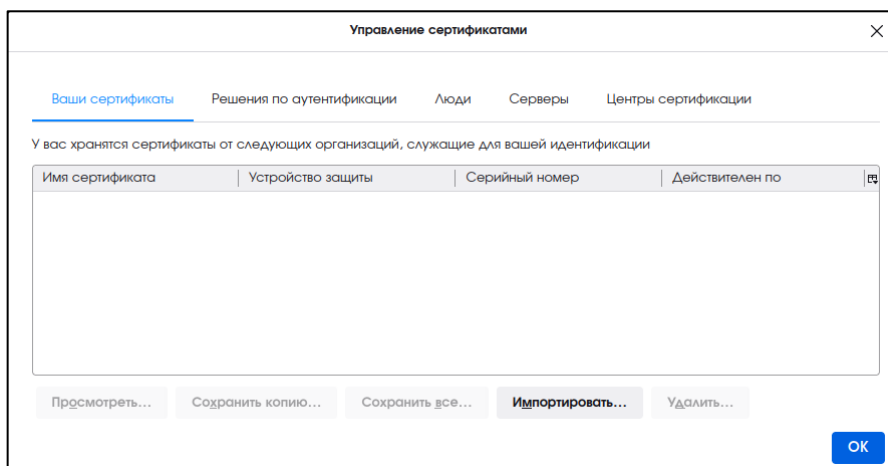 Управление сертификатами
Ваши сертификаты Решения по аутентификации Люди Серверы Центры сертификации
У вас хранятся сертификаты от следующих организаций, служащие для вашей идентификации
Имя сертификата Устройство защиты Серийный номер Действителен по
Просмотреть... Сохранить копию... Сохранить все... Импортировать... Удалить...
ОК